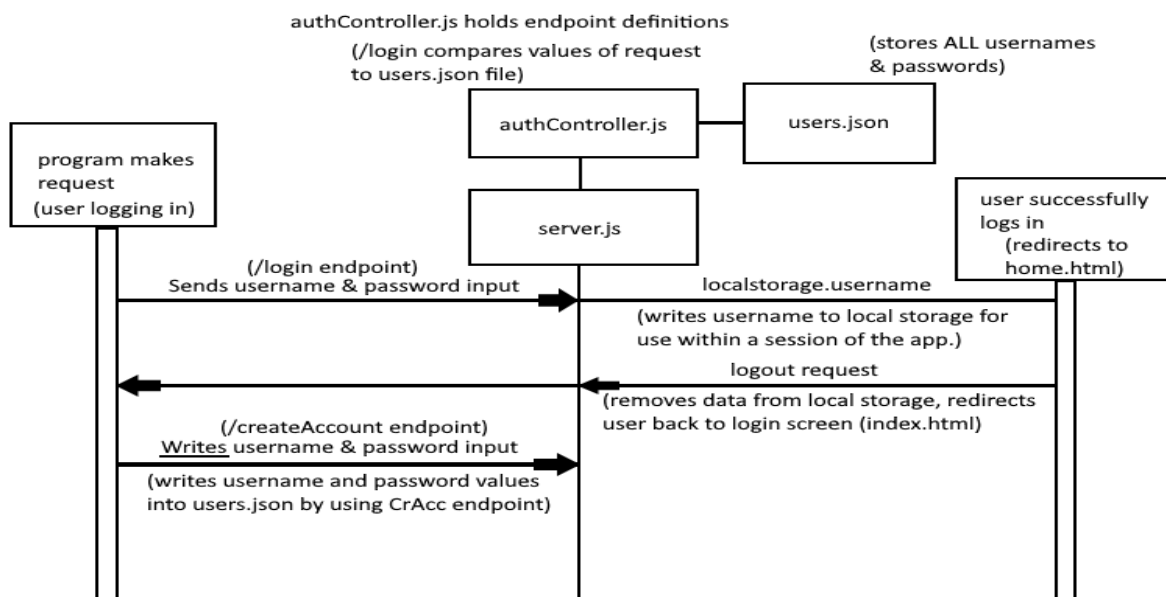 authController.js holds endpoint definitions
(/login compares values of request
to users.json file)
(stores ALL usernames
& passwords)
authController.js
users.json
program makes
request
(user logging in)
server.js
user successfully
logs in
(redirects to
home.html)
(/login endpoint)
Sends username & password input
localstorage.username
(writes username to local storage for
use within a session of the app.)
logout request
(removes data from local storage, redirects
user back to login screen (index.html)
(/createAccount endpoint)
Writes username & password input
(writes username and password values
into users.json by using CrAcc endpoint)